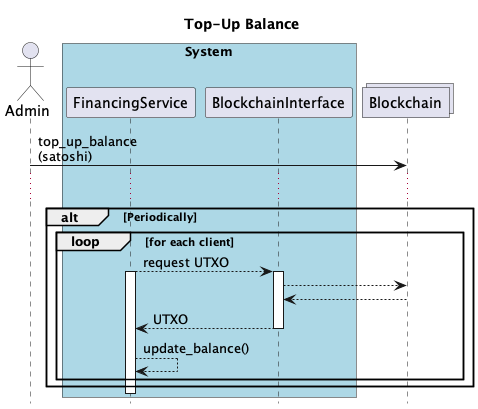 Top-Up Balance
System
Admin
FinancingService
BlockchainInterface
Blockchain
top_up_balance
(satoshi)
alt [Periodically]
loop [for each client]
request UTXO
UTXO
update_balance()